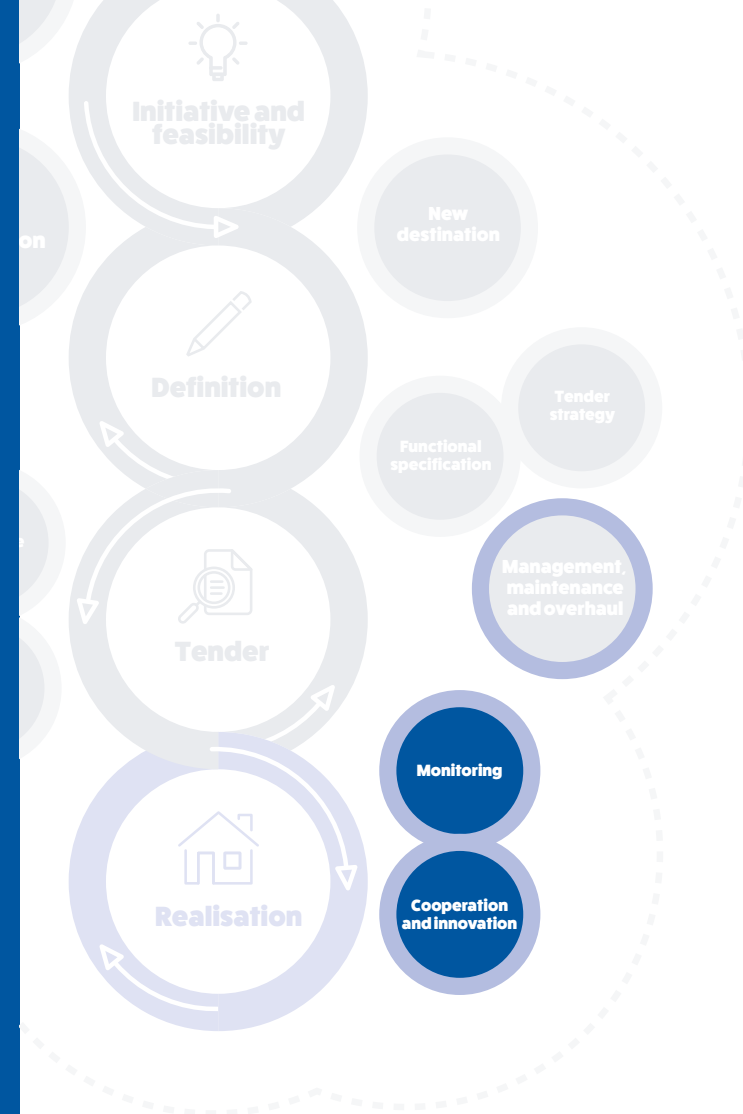 Initiative and
feasibility
New
destination
on
Definition
Tender
strategy
Functional
specification
Management,
maintenance
and overhaul
Tender
Monitoring
Cooperation
and innovation
Realisation